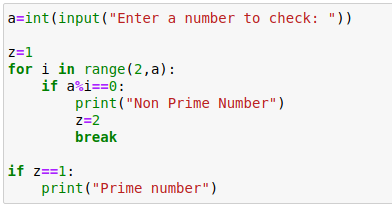 a=int(input("Enter a number to check: "))
z=1
for i in range(2,a):
    if a%i==0:
        print("Non Prime Number")
        z=2
        break
if z==1:
    print("Prime number")